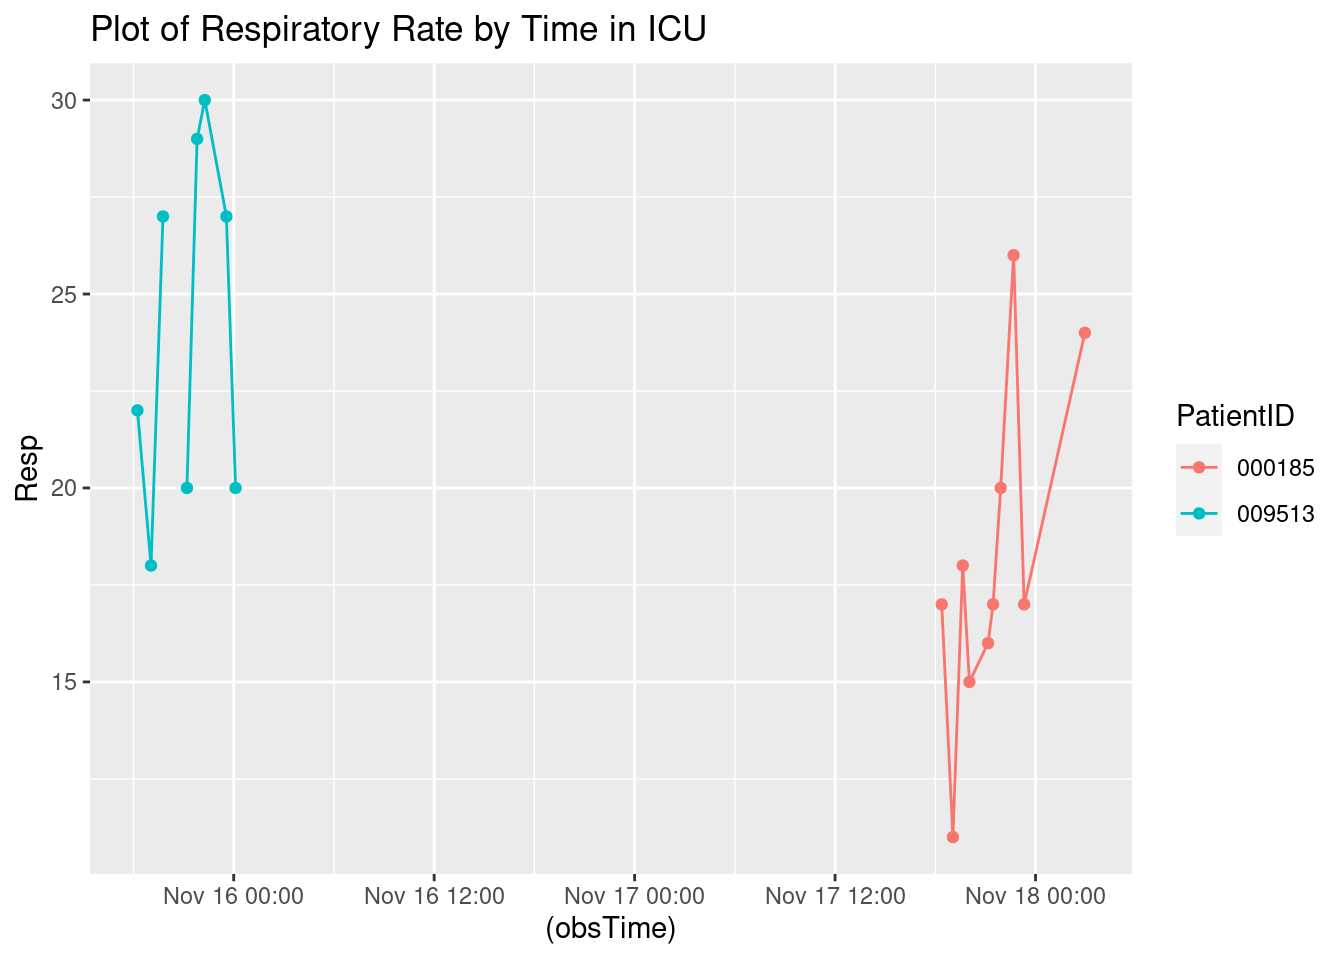 Plot of Respiratory Rate by Time in ICU
30
25
20
15
Resp
Nov 16 00:00 Nov 16 12:00 Nov 17 00:00 Nov 17 12:00 Nov 18 00:00
(obsTime)
PatientID
000185
009513